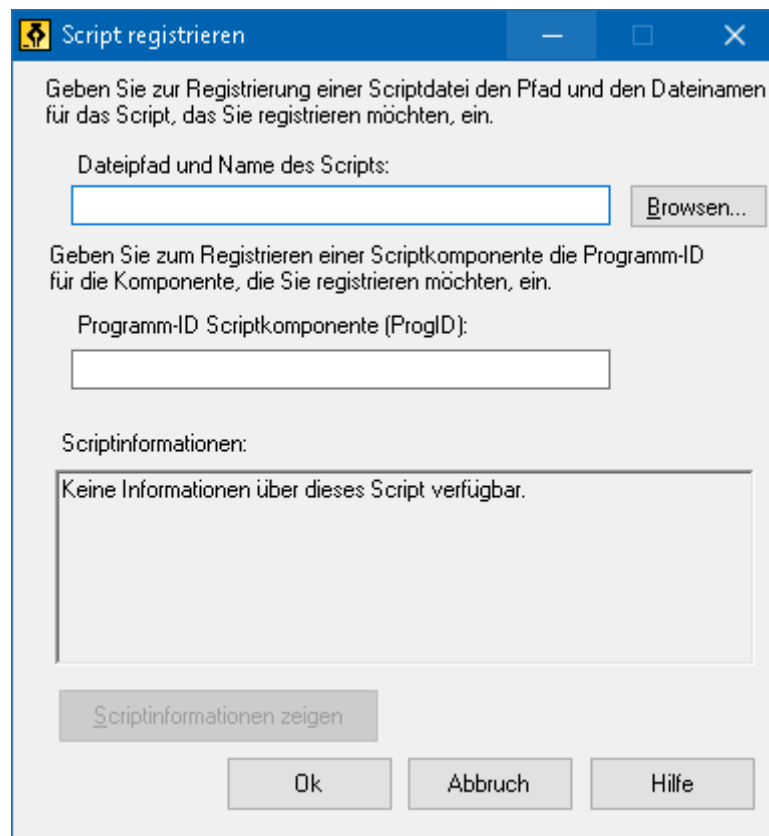 Script registrieren
Geben Sie zur Registrierung einer Scriptdatei den Pfad und den Dateinamen
für das Script, das Sie registrieren möchten, ein.
Dateipfad und Name des Scripts:
Browsen...
Geben Sie zum Registrieren einer Scriptkomponente die Programm-ID
für die Komponente, die Sie registrieren möchten, ein.
Programm-ID Scriptkomponente (ProgID):
Scriptinformationen:
Keine Informationen über dieses Script verfügbar.
Scriptinformationen zeigen
Ok Abbruch Hilfe